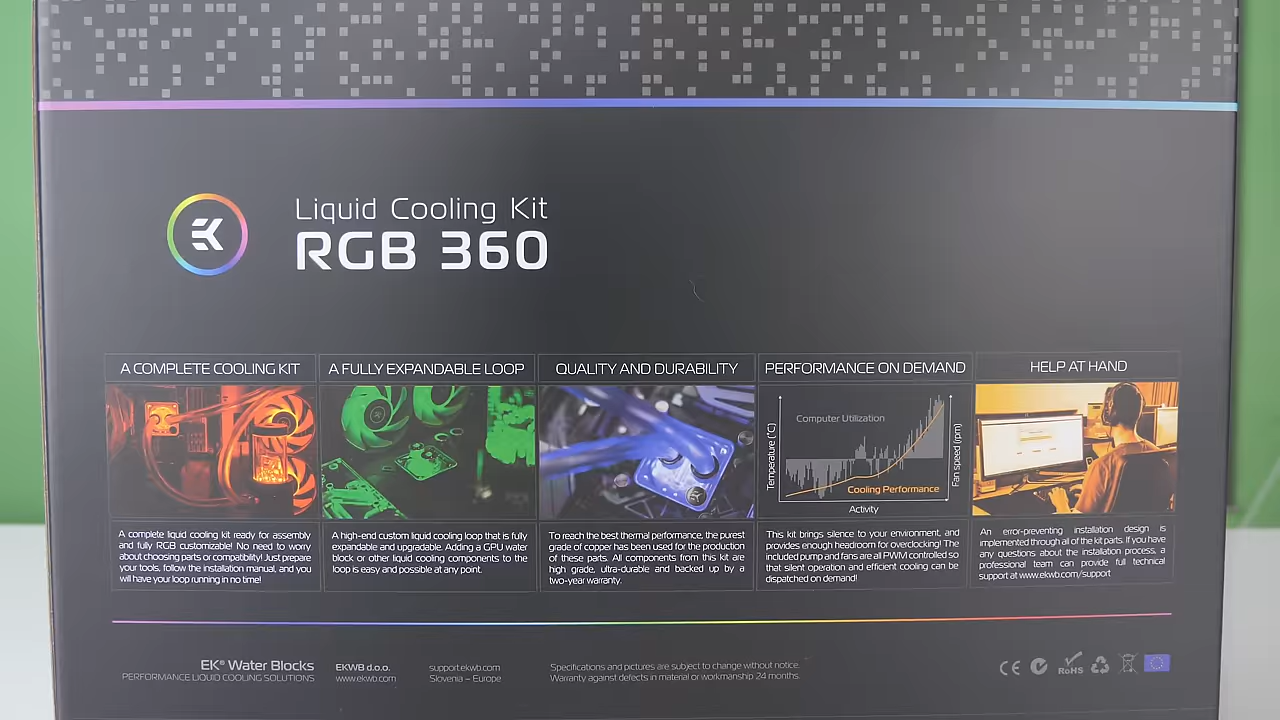 EK
Liquid Cooling Kit
RGB 360
A COMPLETE COOLING KIT
A complete liquid cooling kit ready for assembly
and fully RGB customizable! No need to worry
about choosing parts or compatibility! Just prepare
your tools, follow the installation manual, and you
will have your loop running in no time!
A FULLY EXPANDABLE LOOP
A high-end custom liquid cooling loop that is fully
expandable and upgradable. Adding a GPU water
block or other liquid cooling components to the
loop is easy and possible at any point.
QUALITY AND DURABILITY
To reach the best thermal performance, the purest
grade of copper has been used for the production
of these parts. All components from this kit are
high grade, ultra-durable and backed up by a
two-year warranty.
PERFORMANCE ON DEMAND
Computer Utilization
Temperature (°C)
Fan speed (rpm)
Cooling Performance
Activity
This kit brings silence to your environment, and
provides enough headroom for overclocking! The
included pump and fans are all PWM controlled so
that silent operation and efficient cooling can be
dispatched on demand!
HELP AT HAND
An error-preventing installation design is
implemented through all of the kit parts. If you have
any questions about the installation process, a
professional team can provide full technical
support at www.ekwb.com/support
EK® Water Blocks
PERFORMANCE LIQUID COOLING SOLUTIONS
EKWB d.o.o.
www.ekwb.com
support.ekwb.com
Slovenia – Europe
Specifications and pictures are subject to change without notice.
Warranty against defects in material or workmanship 24 months.
CE
RoHS